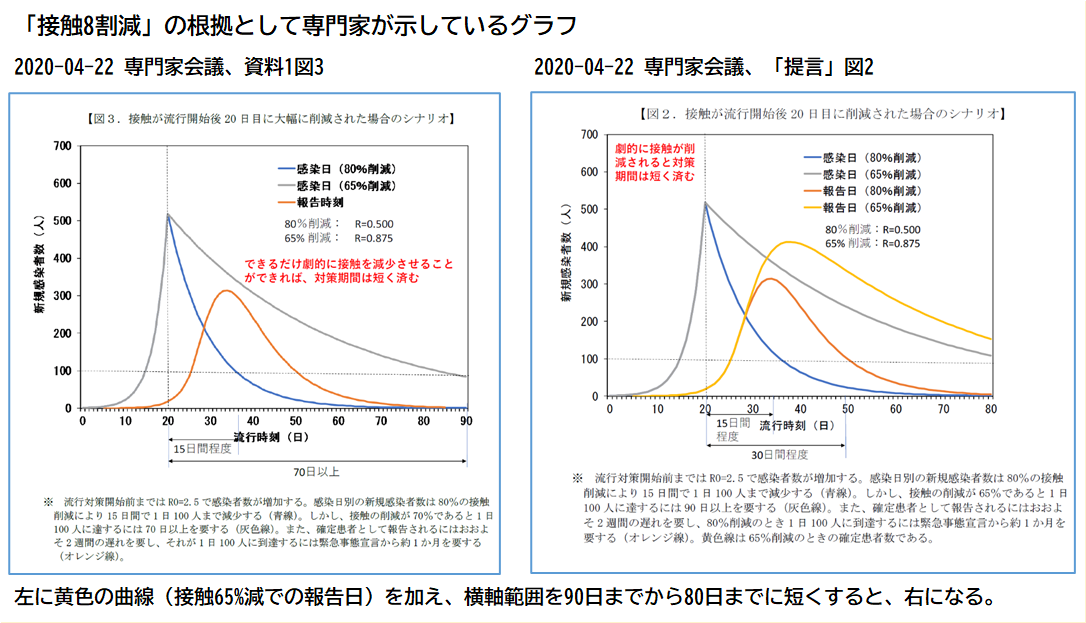 「接触8割減」の根拠として専門家が示しているグラフ
2020-04-22 専門家会議、資料1図3
【図３．接触が流行開始後 20 日目に大幅に削減された場合のシナリオ】
新規感染者数（人）
700
600
500
400
300
200
100
0
感染日（80%削減）
感染日（65%削減）
報告時刻
80％削減： R=0.500
65％削減： R=0.875
できるだけ劇的に接触を減少させること
ができれば、対策期間は短く済む
0 10 20 30 40 50 60 70 80 90
流行時刻（日）
15日間程度
70日以上
※ 流行対策開始前までは R0=2.5 で感染者数が増加する。感染日別の新規感染者数は 80%の接触
削減により 15 日間で 1 日 100 人まで減少する（青線）。しかし、接触の削減が 70%であると 1 日
100 人に達するには 70 日以上を要する（灰色線）。また、確定患者として報告されるにはおおよ
そ 2 週間の遅れを要し、それが 1 日 100 人に到達するには緊急事態宣言から約 1 か月を要する
（オレンジ線）。
2020-04-22 専門家会議、「提言」図2
【図２．接触が流行開始後 20 日目に削減された場合のシナリオ】
新規感染者数（人）
700
600
500
400
300
200
100
0
劇的に接触が削
減されると対策
期間は短く済む
感染日（80%削減）
感染日（65%削減）
報告日（80%削減）
報告日（65%削減）
80％削減： R=0.500
65％削減： R=0.875
0 10 20 30 40 50 60 70 80
流行時刻（日）
15日間
程度
30日間程度
※ 流行対策開始前までは R0=2.5 で感染者数が増加する。感染日別の新規感染者数は 80%の接触
削減により 15 日間で 1 日 100 人まで減少する（青線）。しかし、接触の削減が 65%であると 1 日
100 人に達するには 90 日以上を要する（灰色線）。また、確定患者として報告されるにはおおよ
そ 2 週間の遅れを要し、80%削減のとき 1 日 100 人に到達するには緊急事態宣言から約 1 か月を
要する（オレンジ線）。黄色線は 65%削減のときの確定患者数である。
左に黄色の曲線（接触65%減での報告日）を加え、横軸範囲を90日までから80日までに短くすると、右になる。